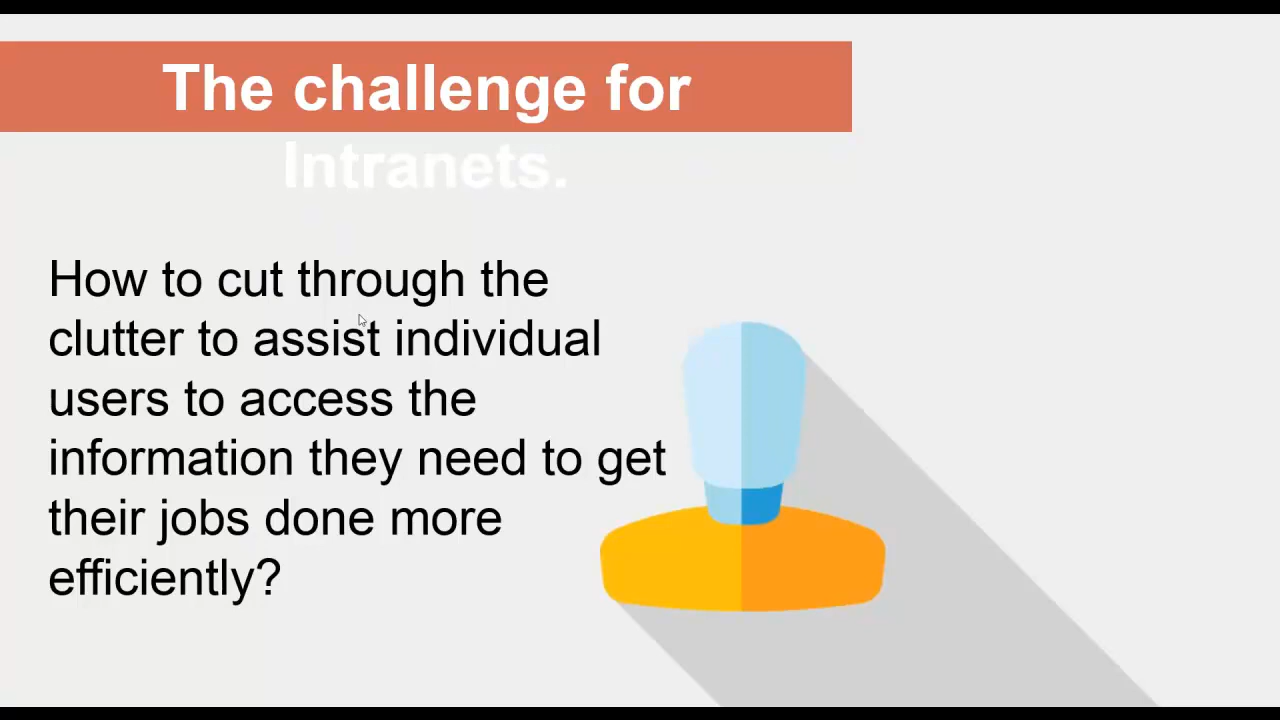 The challenge for
Intranets.
How to cut through the
clutter to assist individual
users to access the
information they need to get
their jobs done more
efficiently?